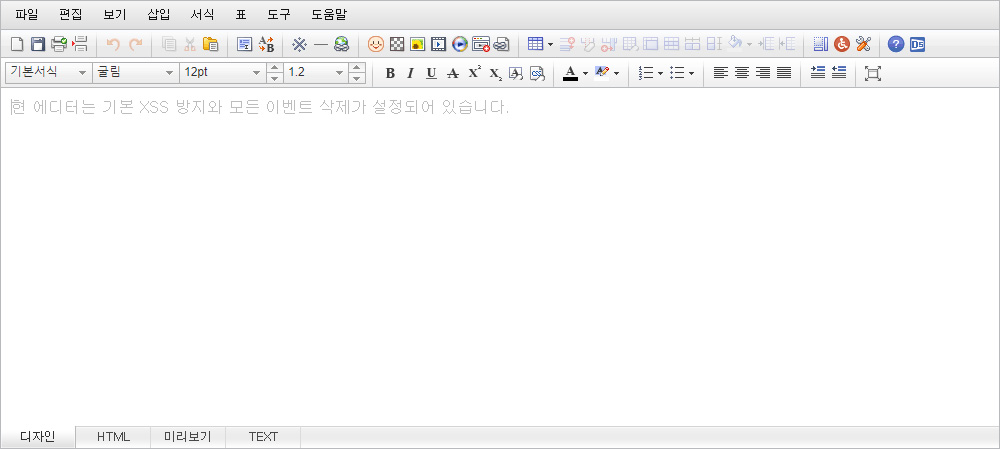 파일 편집 보기 삽입 서식 표 도구 도움말
기본서식 굴림 12pt 1.2 B I U A X² X₂ A CSS A
현 에디터는 기본 XSS 방지와 모든 이벤트 삭제가 설정되어 있습니다.
디자인 HTML 미리보기 TEXT